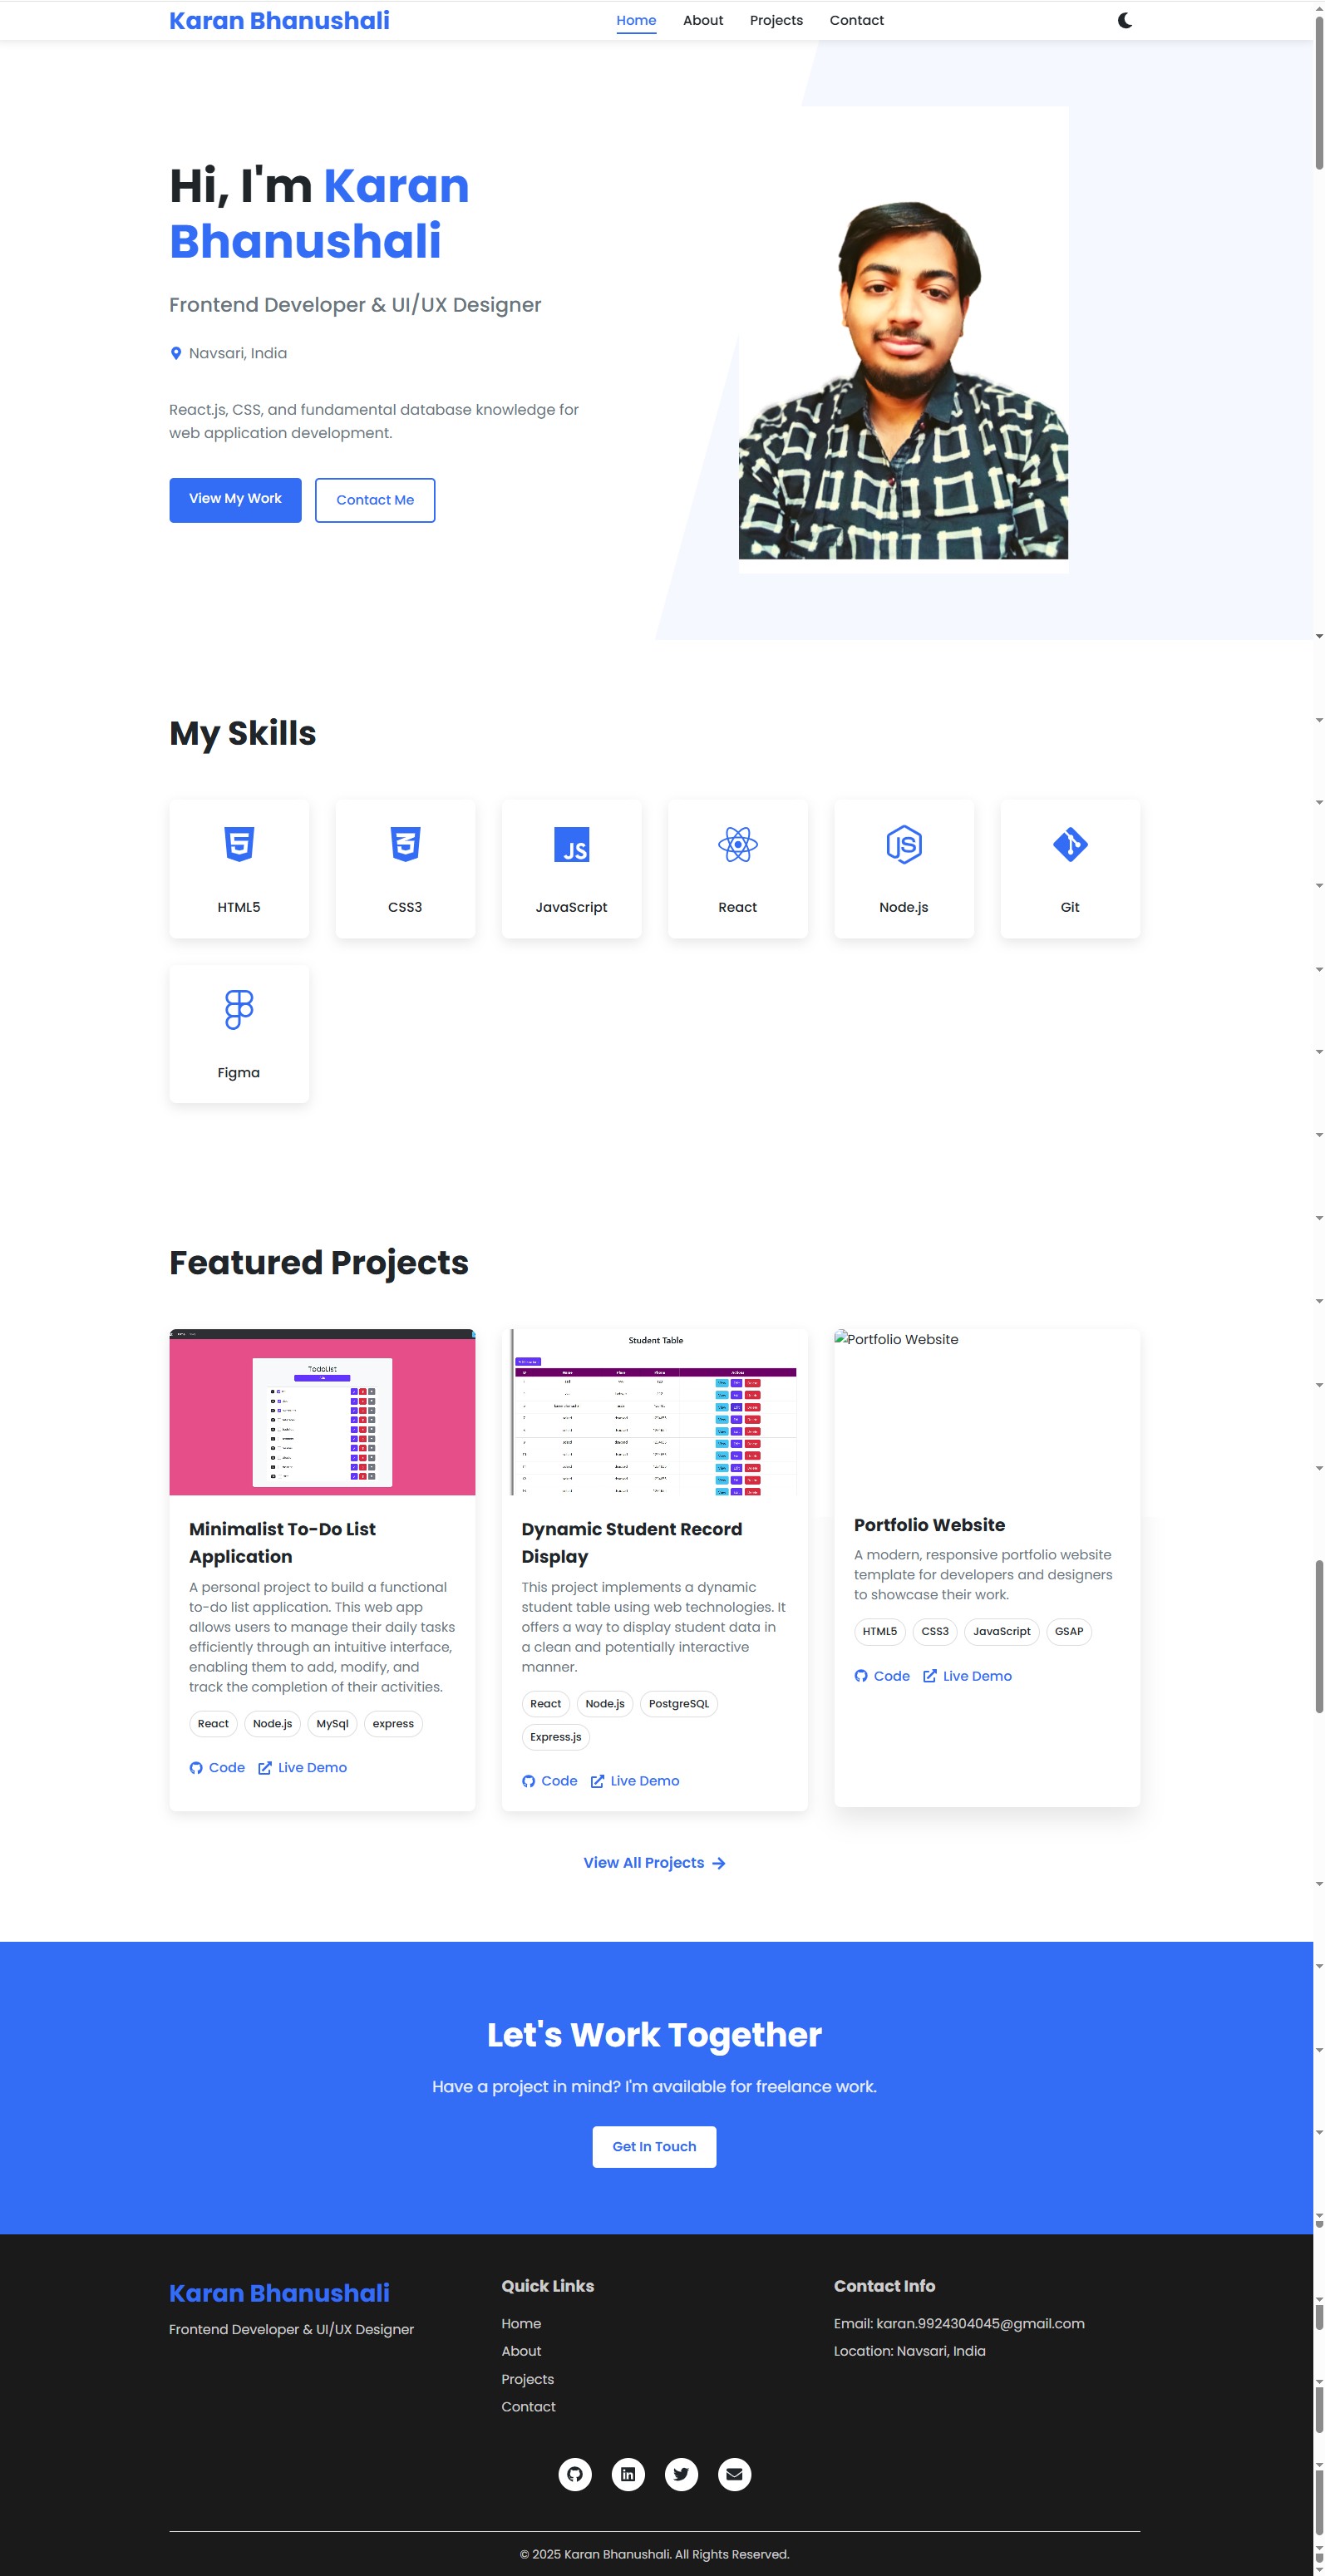 Karan Bhanushali
Home About Projects Contact
Hi, I'm Karan
Bhanushali
Frontend Developer & UI/UX Designer
Navsari, India
React.js, CSS, and fundamental database knowledge for
web application development.
View My Work Contact Me
My Skills
HTML5 CSS3 JavaScript React Node.js Git
JS
JS
Figma
Featured Projects
TodoList
Student Table
Portfolio Website
Minimalist To-Do List
Application
A personal project to build a functional
to-do list application. This web app
allows users to manage their daily tasks
efficiently through an intuitive interface,
enabling them to add, modify, and
track the completion of their activities.
React Node.js MySql express
Code Live Demo
Dynamic Student Record
Display
This project implements a dynamic
student table using web technologies. It
offers a way to display student data in
a clean and potentially interactive
manner.
React Node.js PostgreSQL
Express.js
Code Live Demo
Portfolio Website
A modern, responsive portfolio website
template for developers and designers
to showcase their work.
HTML5 CSS3 JavaScript GSAP
Code Live Demo
View All Projects
Let's Work Together
Have a project in mind? I'm available for freelance work.
Get In Touch
Karan Bhanushali
Frontend Developer & UI/UX Designer
Quick Links
Home
About
Projects
Contact
Contact Info
Email: karan.9924304045@gmail.com
Location: Navsari, India
© 2025 Karan Bhanushali. All Rights Reserved.